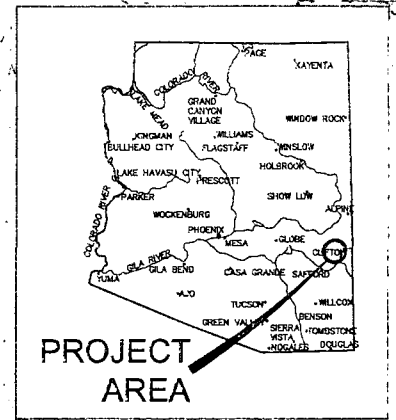 PAGE
KAYENTA
COLORADO RIVER
LAKE MEAD
GRAND
CANYON
VILLAGE
WINDOW ROCK
KINGMAN
WILLIAMS
BULLHEAD CITY
FLAGSTAFF
WINSLOW
HOLBROOK
LAKE HAVASU CITY
PRESCOTT
PARKER
SHOW LOW
ALPINE
COLORADO RIVER
WOCKENBURG
PHOENIX
MESA
GLOBE
CLIFTON
GILA RIVER
GILA BEND
CASA GRANDE
SAFFORD
YUMA
AJO
TUCSON
WILLCOX
GREEN VALLEY
BENSON
SIERRA
VISTA
TOMBSTONE
NOGALES
DOUGLAS
PROJECT
AREA